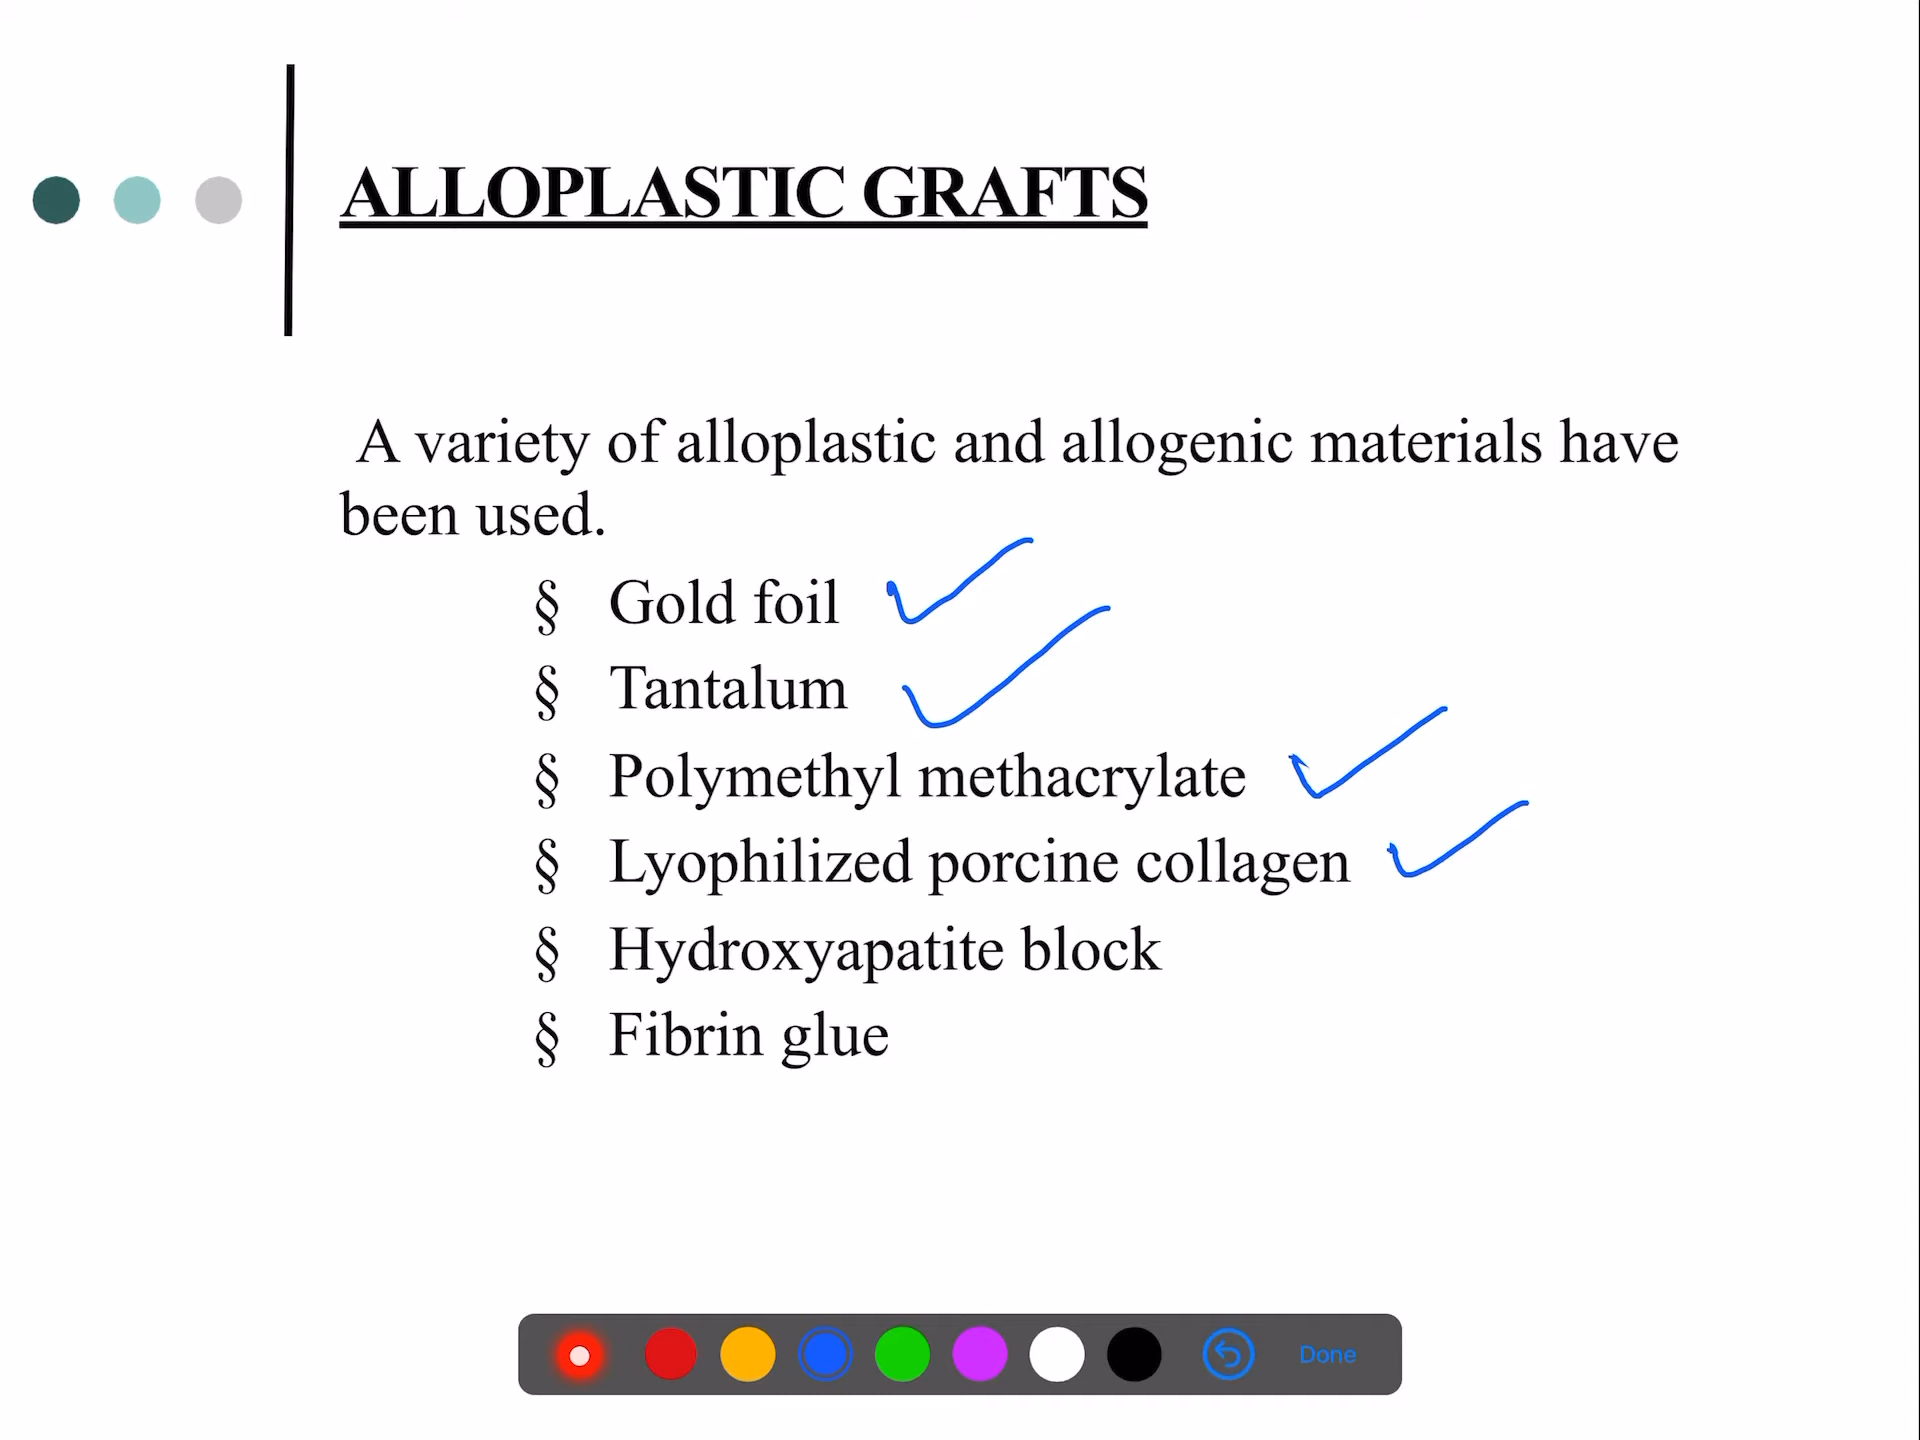 ALLOPLASTIC GRAFTS
A variety of alloplastic and allogenic materials have
been used.
§ Gold foil
§ Tantalum
§ Polymethyl methacrylate
§ Lyophilized porcine collagen
§ Hydroxyapatite block
§ Fibrin glue
Done